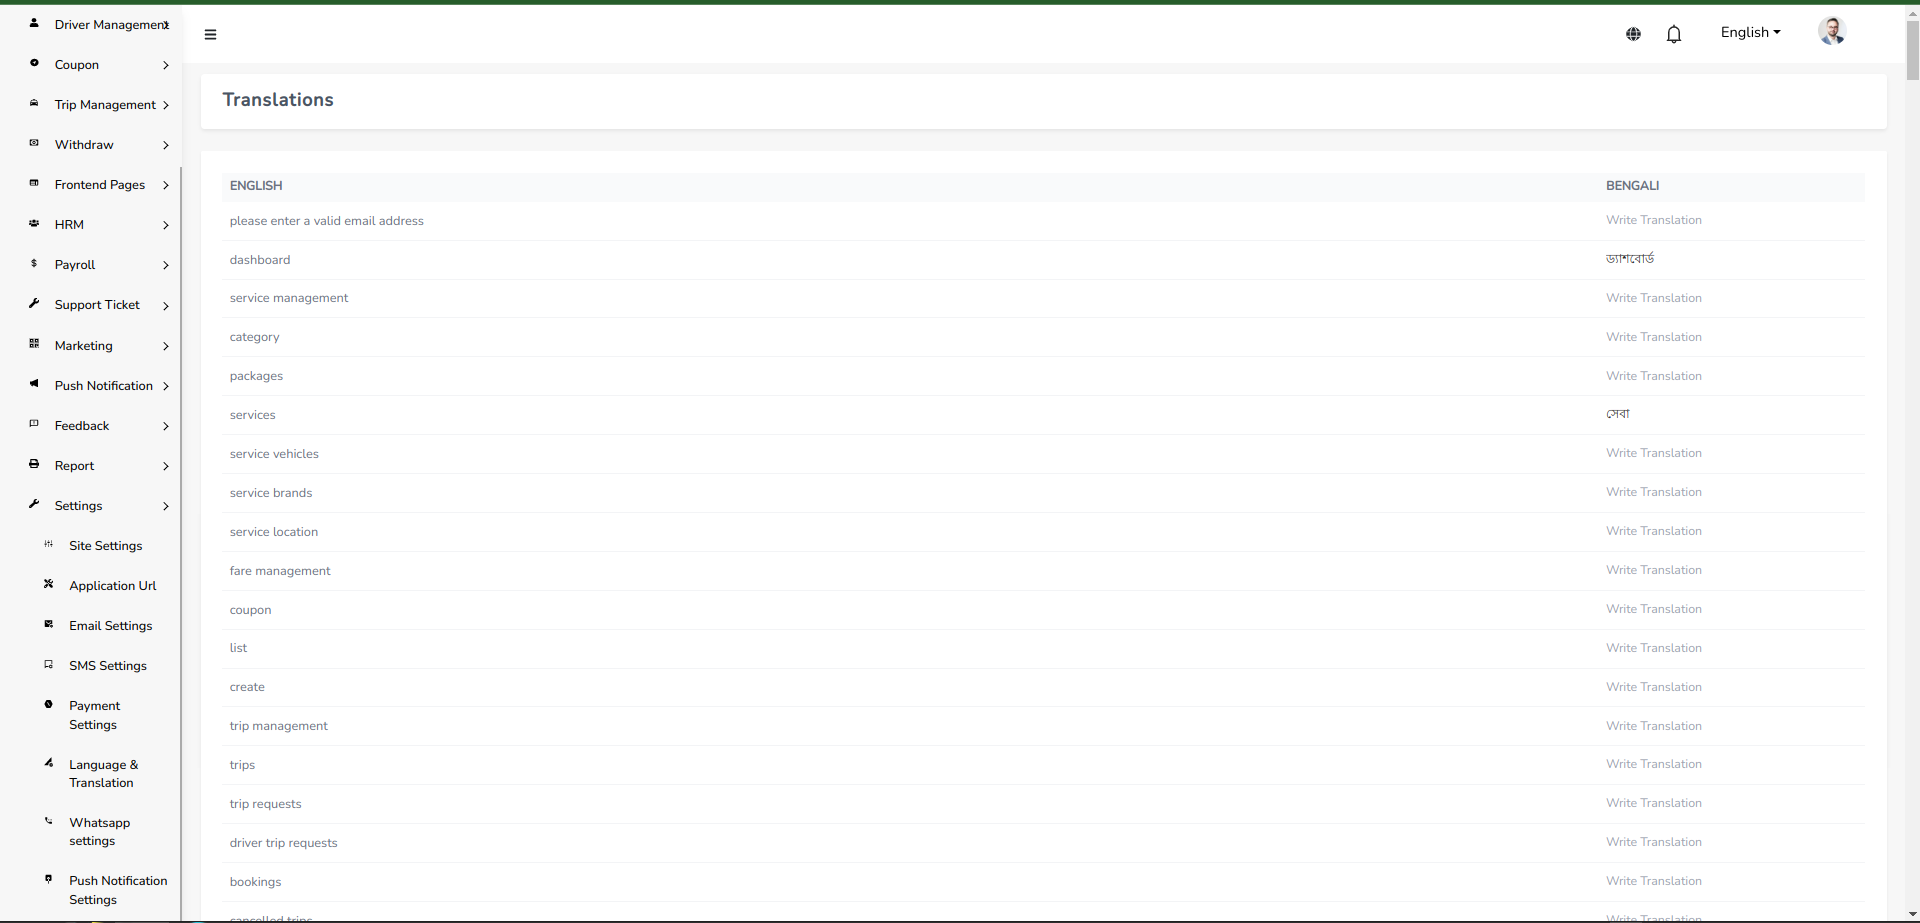 Driver Management
Coupon
Trip Management
Withdraw
Frontend Pages
HRM
Payroll
Support Ticket
Marketing
Push Notification
Feedback
Report
Settings
Site Settings
Application Url
Email Settings
SMS Settings
Payment
Settings
Language &
Translation
Whatsapp
settings
Push Notification
Settings
English
Translations
ENGLISH BENGALI
please enter a valid email address Write Translation
dashboard ড্যাশবোর্ড
service management Write Translation
category Write Translation
packages Write Translation
services সেবা
service vehicles Write Translation
service brands Write Translation
service location Write Translation
fare management Write Translation
coupon Write Translation
list Write Translation
create Write Translation
trip management Write Translation
trips Write Translation
trip requests Write Translation
driver trip requests Write Translation
bookings Write Translation
cancelled trips Write Translation